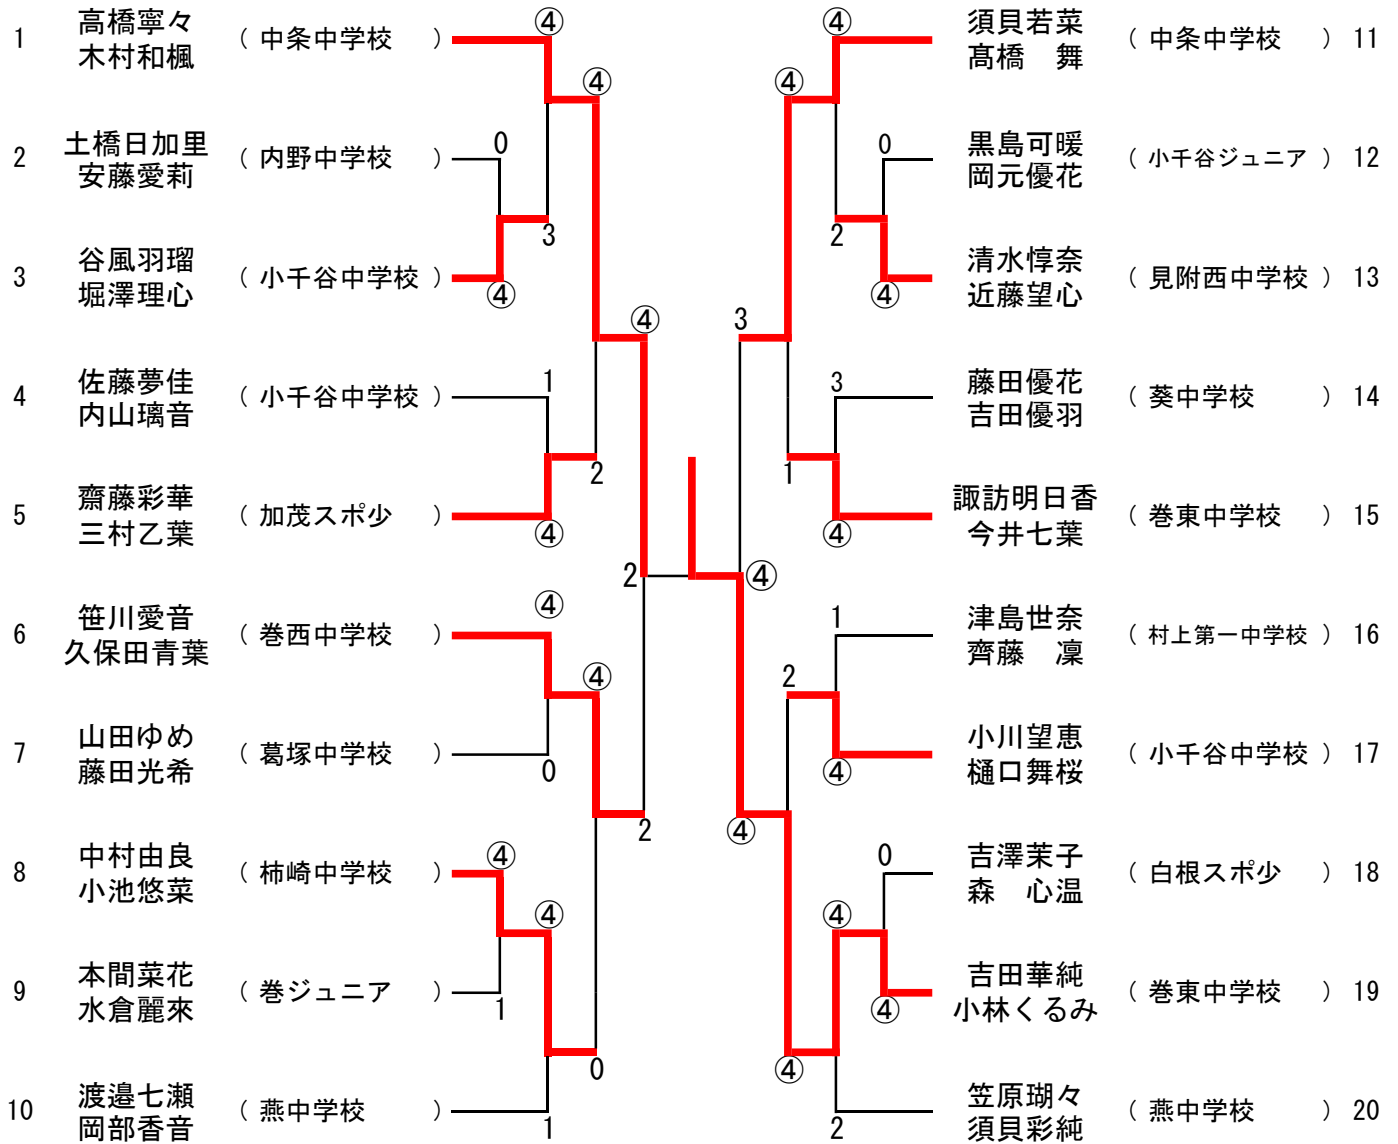 1 高橋寧々 木村和楓 ( 中条中学校 )
2 土橋日加里 安藤愛莉 ( 内野中学校 )
3 谷風羽瑠 堀澤理心 ( 小千谷中学校 )
4 佐藤夢佳 内山璃音 ( 小千谷中学校 )
5 齋藤彩華 三村乙葉 ( 加茂スポ少 )
6 笹川愛音 久保田青葉 ( 巻西中学校 )
7 山田ゆめ 藤田光希 ( 葛塚中学校 )
8 中村由良 小池悠菜 ( 柿崎中学校 )
9 本間菜花 水倉麗來 ( 巻ジュニア )
10 渡邉七瀬 岡部香音 ( 燕中学校 )
④
0
3
④
1
④
④
0
④
1
④
1
④
2
④
0
④
2
2
④
3
④
④
1
2
④
④
2
0
④
3
④
1
④
0
④
④
2
須貝若菜 髙橋 舞 ( 中条中学校 ) 11
黒島可暖 岡元優花 ( 小千谷ジュニア ) 12
清水惇奈 近藤望心 ( 見附西中学校 ) 13
藤田優花 吉田優羽 ( 葵中学校 ) 14
諏訪明日香 今井七葉 ( 巻東中学校 ) 15
津島世奈 齊藤 凜 ( 村上第一中学校 ) 16
小川望恵 樋口舞桜 ( 小千谷中学校 ) 17
吉澤茉子 森 心温 ( 白根スポ少 ) 18
吉田華純 小林くるみ ( 巻東中学校 ) 19
笠原瑚々 須貝彩純 ( 燕中学校 ) 20